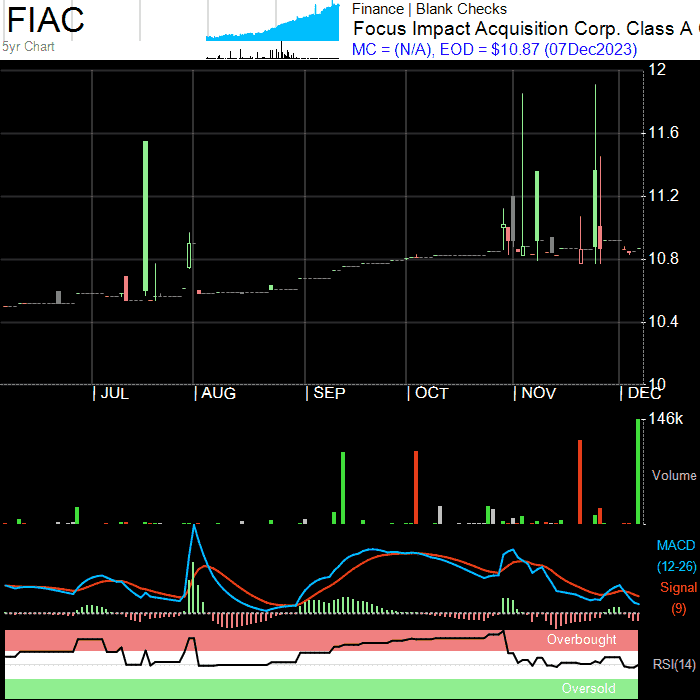 FIAC
5yr Chart
Finance | Blank Checks
Focus Impact Acquisition Corp. Class A
MC = (N/A), EOD = $10.87 (07Dec2023)
12
11.6
11.2
10.8
10.4
10
| JUL | AUG | SEP | OCT | NOV | DEC
146k
Volume
MACD
(12-26)
Signal
(9)
Overbought
RSI(14)
Oversold